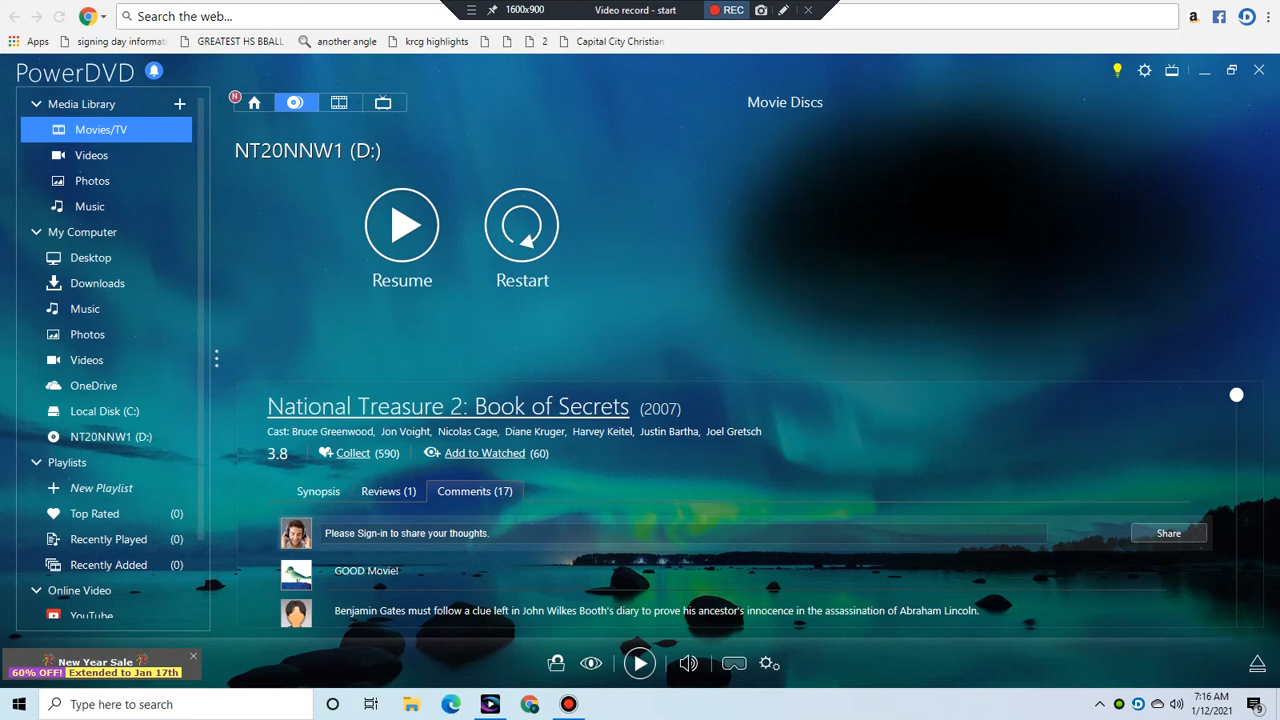 Search the web...
1600x900 Video record - start REC
Apps signing day informat GREATEST HS BBALL another angle krcg highlights 2 Capital City Christian
PowerDVD
Media Library
Movies/TV
Videos
Photos
Music
My Computer
Desktop
Downloads
Music
Photos
Videos
OneDrive
Local Disk (C:)
NT20NNW1 (D:)
Playlists
New Playlist
Top Rated (0)
Recently Played (0)
Recently Added (0)
Online Video
YouTube
New Year Sale
60% OFF! Extended to Jan 17th
N
Movie Discs
NT20NNW1 (D:)
Resume Restart
National Treasure 2: Book of Secrets (2007)
Cast: Bruce Greenwood, Jon Voight, Nicolas Cage, Diane Kruger, Harvey Keitel, Justin Bartha, Joel Gretsch
3.8 Collect (590) Add to Watched (60)
Synopsis Reviews (1) Comments (17)
Please Sign-in to share your thoughts. Share
GOOD Movie!
Benjamin Gates must follow a clue left in John Wilkes Booth's diary to prove his ancestor's innocence in the assassination of Abraham Lincoln.
Type here to search
7:16 AM
1/12/2021
9